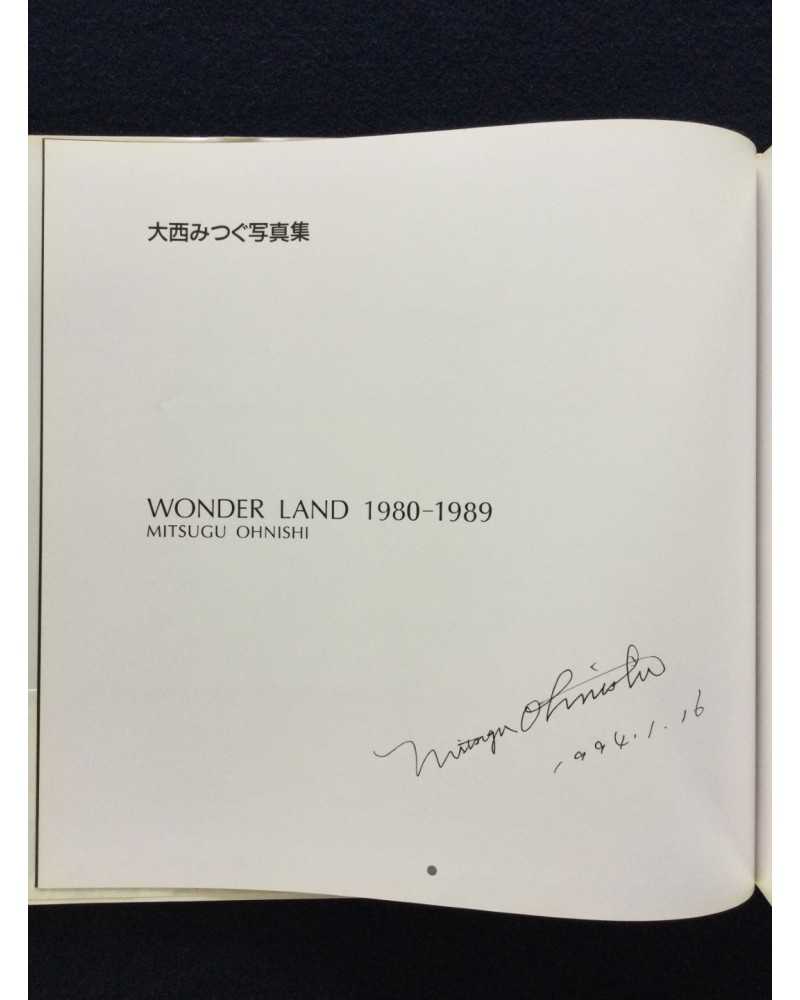 大西みつぐ写真集
WONDER LAND 1980-1989
MITSUGU OHNISHI
Mitsugu Ohnishi
1994.1.16